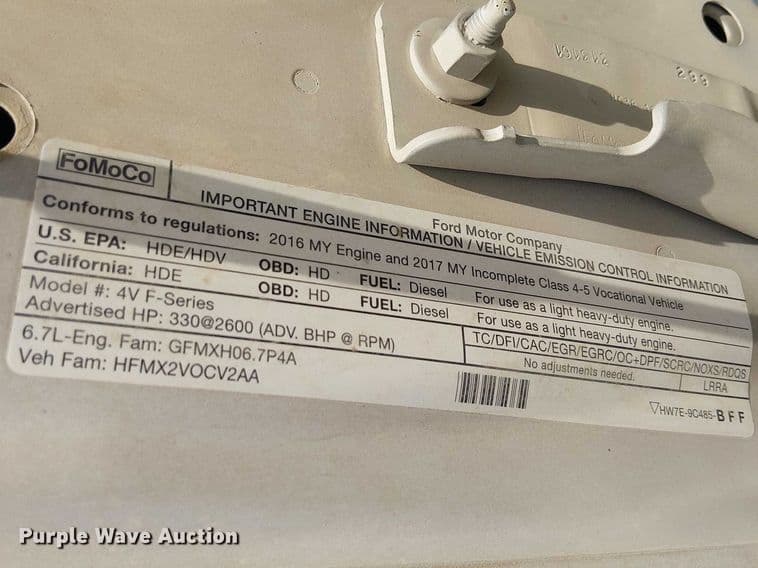 FoMoCo
Ford Motor Company
IMPORTANT ENGINE INFORMATION / VEHICLE EMISSION CONTROL INFORMATION
Conforms to regulations: 2016 MY Engine and 2017 MY Incomplete Class 4-5 Vocational Vehicle
U.S. EPA: HDE/HDV OBD: HD FUEL: Diesel For use as a light heavy-duty engine.
California: HDE OBD: HD FUEL: Diesel For use as a light heavy-duty engine.
Model #: 4V F-Series
Advertised HP: 330@2600 (ADV. BHP @ RPM)
TC/DFI/CAC/EGR/EGRC/OC+DPF/SCRC/NOXS/RDQS
6.7L-Eng. Fam: GFMXH06.7P4A
No adjustments needed. LRRA
Veh Fam: HFMX2VOCV2AA
HW7E-9C485-BFF
Purple Wave Auction